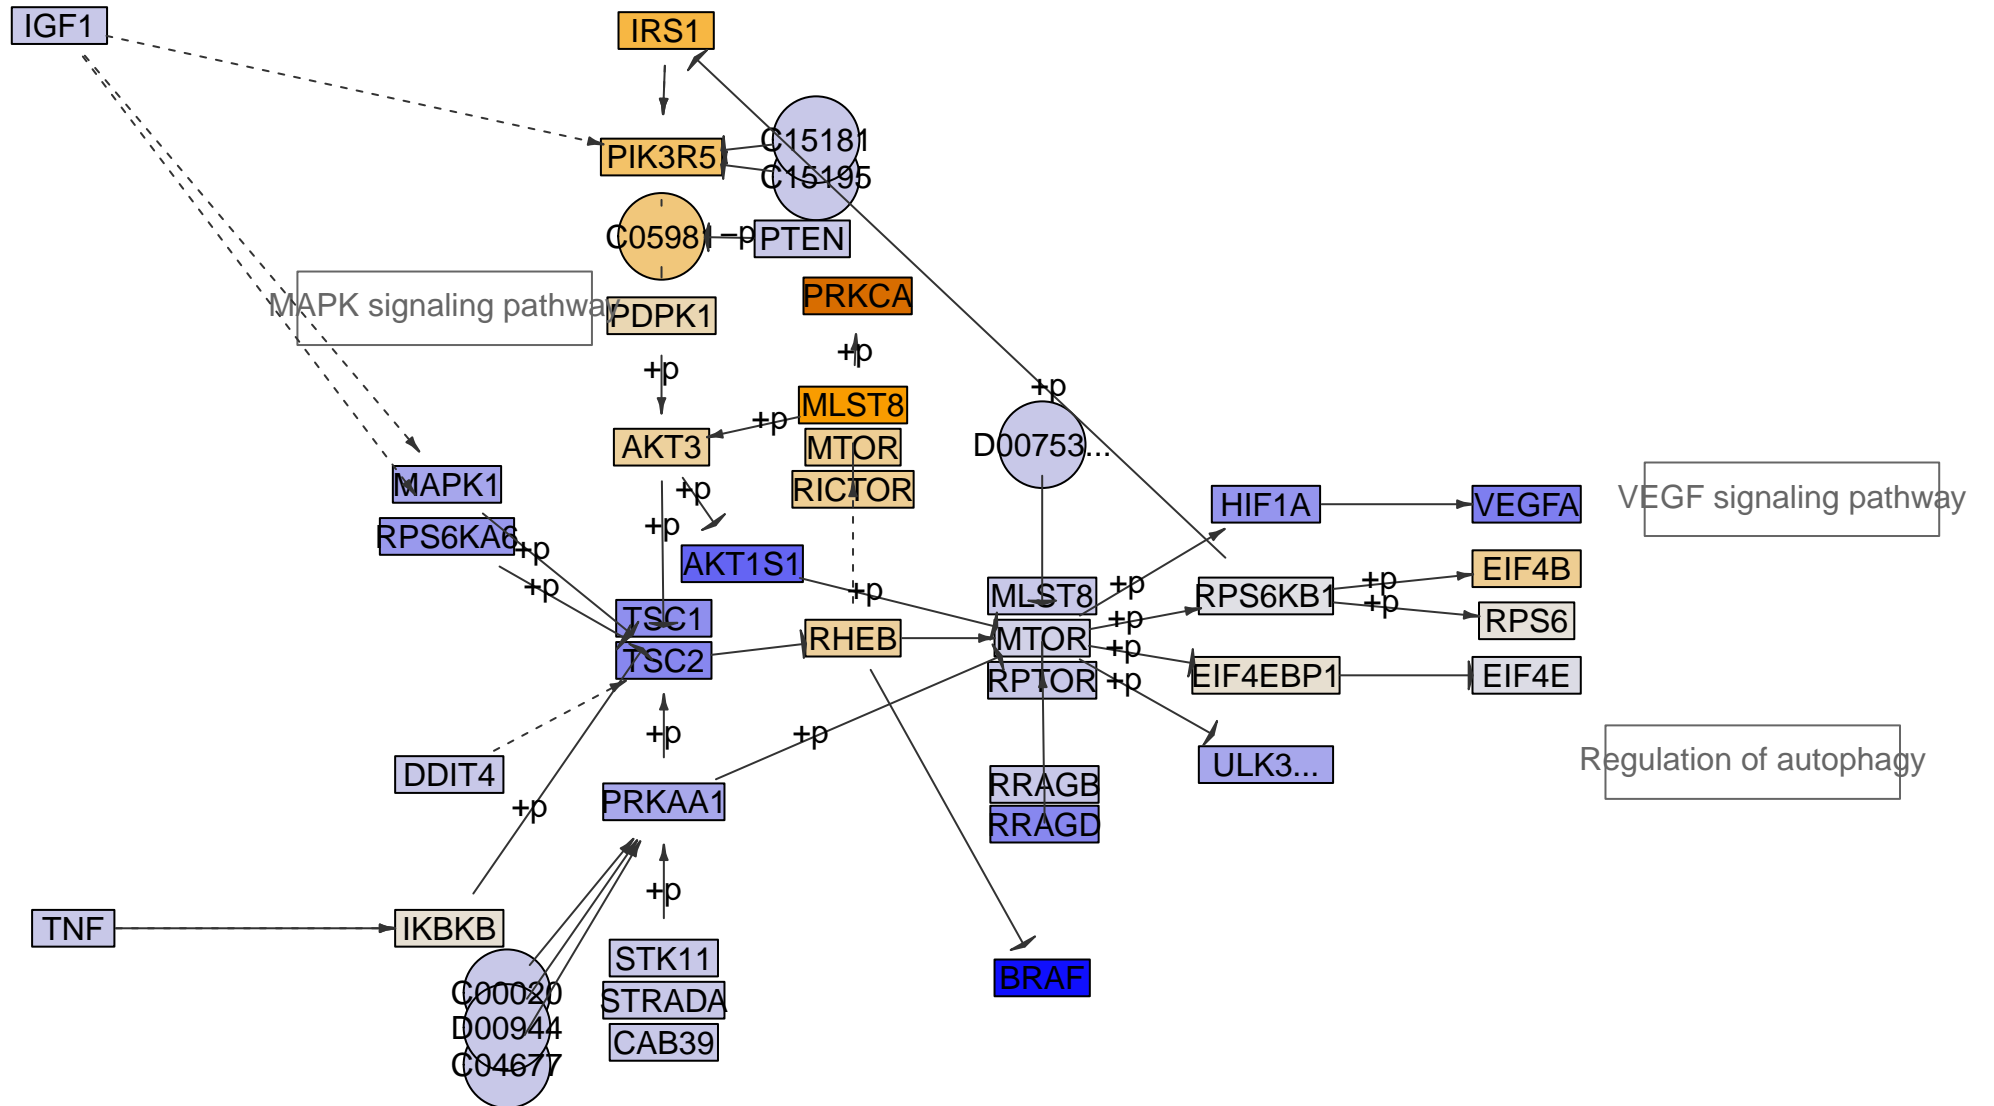 IGF1
IRS1
C15181
PIK3R5
C15195
C05981
−p
PTEN
PRKCA
MAPK signaling pathway
PDPK1
+p
+p
+p
MLST8
+p
AKT3
MTOR
D00753...
MAPK1
RICTOR
+p
HIF1A
VEGFA
VEGF signaling pathway
RPS6KA6
+p
+p
AKT1S1
EIF4B
+p
+p
+p
+p
MLST8
RPS6KB1
+p
TSC1
+p
RPS6
RHEB
MTOR
+p
TSC2
EIF4EBP1
EIF4E
RPTOR
+p
+p
+p
DDIT4
ULK3...
Regulation of autophagy
RRAGB
PRKAA1
+p
RRAGD
+p
TNF
IKBKB
STK11
BRAF
C00020
STRADA
D00944
CAB39
C04677